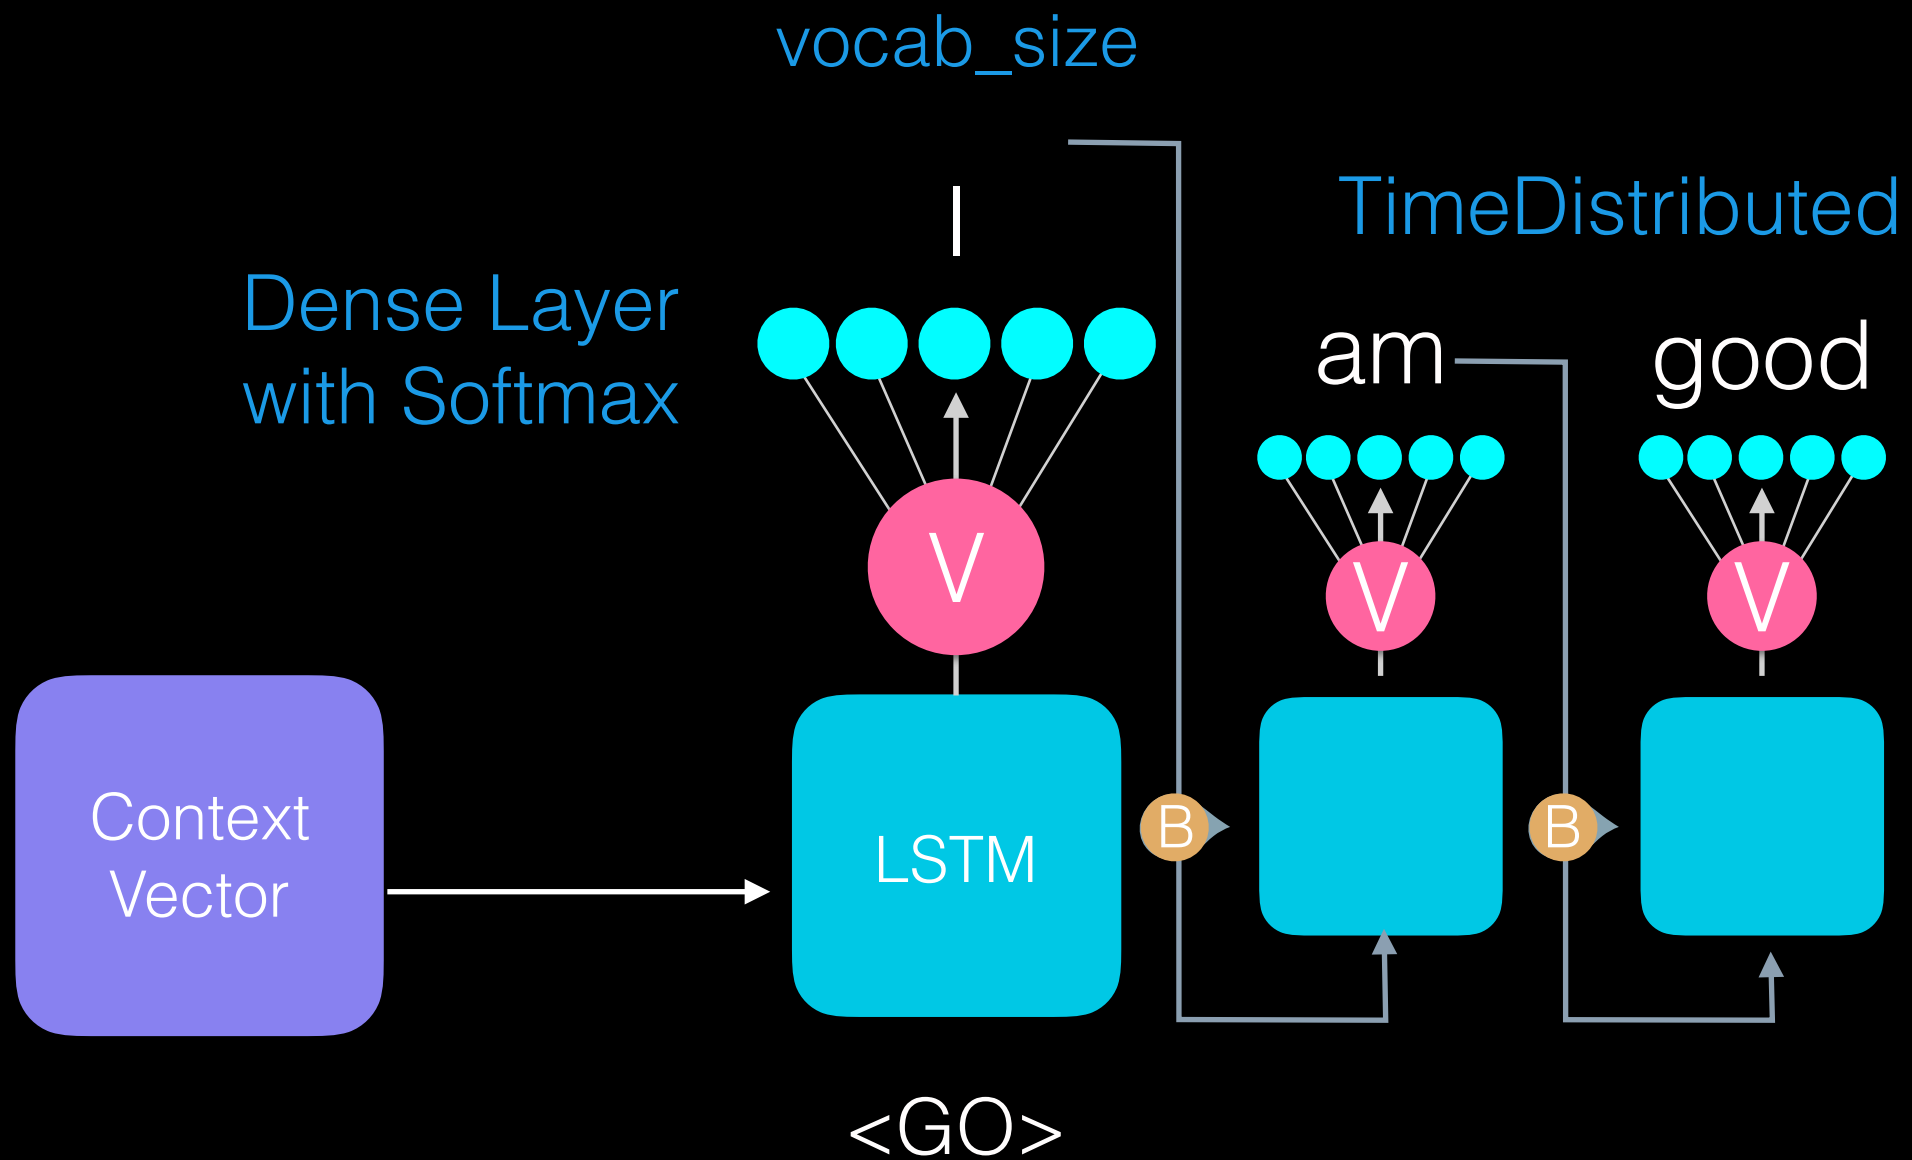 vocab_size
I
TimeDistributed
Dense Layer
with Softmax
am
good
V
V
V
Context
Vector
LSTM
B
B
<GO>